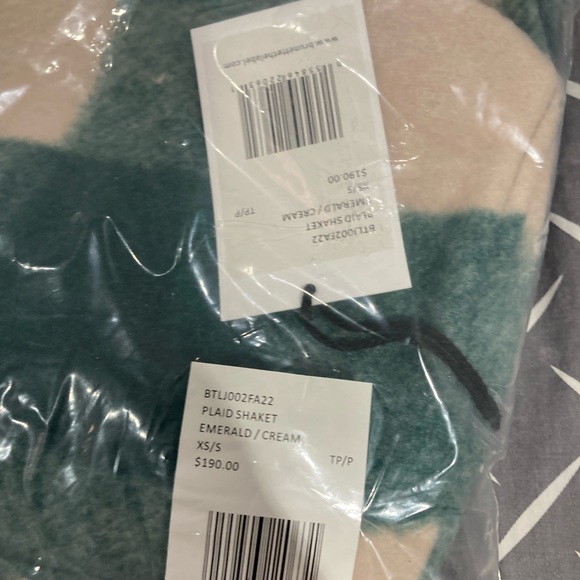 www.brunettethelabel.com
BTLJ002FA22
PLAID SHAKET
EMERALD / CREAM
XS/S TP/P
$190.00
BTLJ002FA22
PLAID SHAKET
EMERALD / CREAM
XS/S TP/P
$190.00